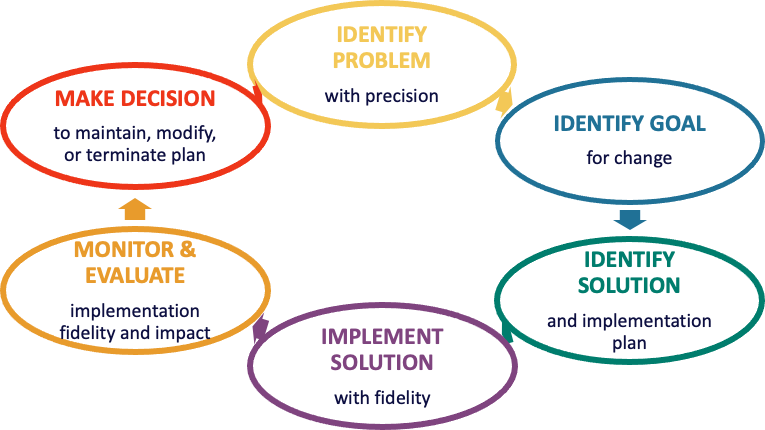 IDENTIFY
PROBLEM
with precision
IDENTIFY GOAL
for change
IDENTIFY
SOLUTION
and implementation
plan
IMPLEMENT
SOLUTION
with fidelity
MONITOR &
EVALUATE
implementation
fidelity and impact
MAKE DECISION
to maintain, modify,
or terminate plan